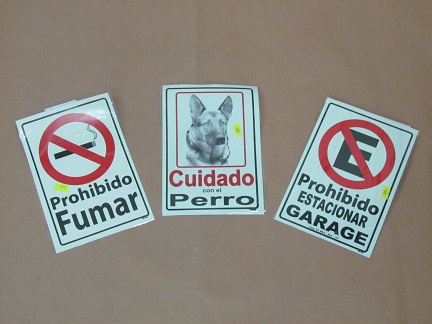 Prohibido
Fumar
Cuidado
con el
Perro
E
Prohibido
ESTACIONAR
GARAGE